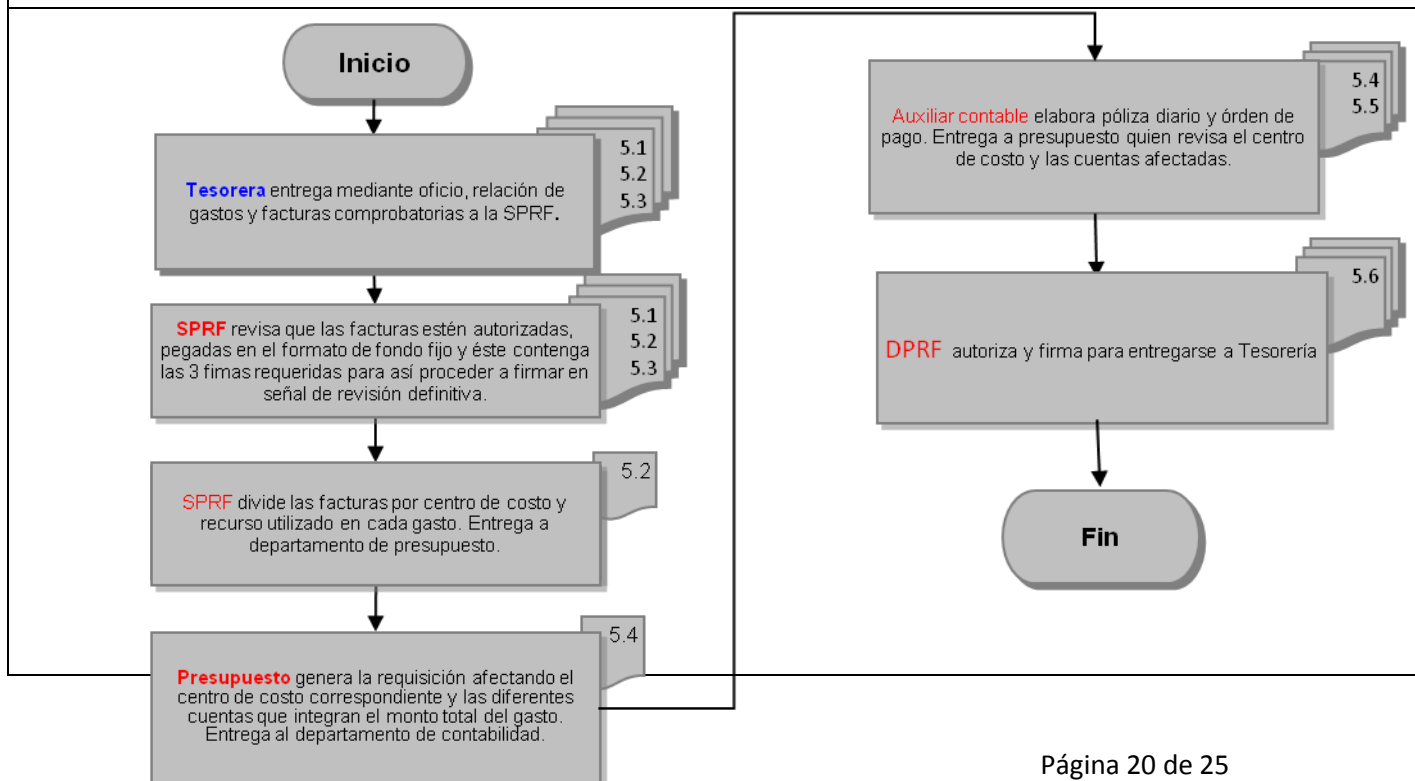 Inicio
5.1
5.2
5.3
Tesorera entrega mediante oficio, relación de
gastos y facturas comprobatorias a la SPRF.
5.1
5.2
5.3
SPRF revisa que las facturas estén autorizadas,
pegadas en el formato de fondo fijo y éste contenga
las 3 fimas requeridas para así proceder a firmar en
señal de revisión definitiva.
5.2
SPRF divide las facturas por centro de costo y
recurso utilizado en cada gasto. Entrega a
departamento de presupuesto.
5.4
Presupuesto genera la requisición afectando el
centro de costo correspondiente y las diferentes
cuentas que integran el monto total del gasto.
Entrega al departamento de contabilidad.
5.4
5.5
Auxiliar contable elabora póliza diario y órden de
pago. Entrega a presupuesto quien revisa el centro
de costo y las cuentas afectadas.
5.6
DPRF autoriza y firma para entregarse a Tesorería
Fin
Página 20 de 25